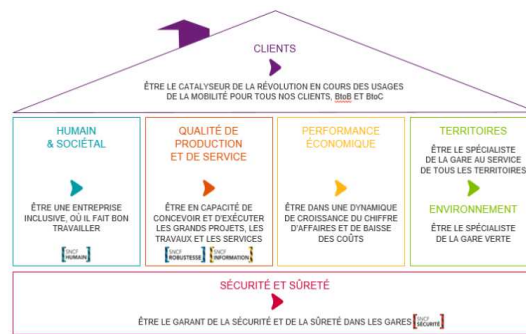 CLIENTS
ÊTRE LE CATALYSEUR DE LA RÉVOLUTION EN COURS DES USAGES
DE LA MOBILITÉ POUR TOUS NOS CLIENTS, BtoB ET BtoC
HUMAIN
& SOCIÉTAL
ÊTRE UNE ENTREPRISE
INCLUSIVE, OÙ IL FAIT BON
TRAVAILLER
SNCF
HUMAIN
QUALITÉ DE
PRODUCTION
ET DE SERVICE
ÊTRE EN CAPACITÉ DE
CONCEVOIR ET D'EXÉCUTER
LES GRANDS PROJETS, LES
TRAVAUX ET LES SERVICES
SNCF
ROBUSTESSE
SNCF
INFORMATION
PERFORMANCE
ÉCONOMIQUE
ÊTRE DANS UNE DYNAMIQUE
DE CROISSANCE DU CHIFFRE
D'AFFAIRES ET DE BAISSE
DES COÛTS
TERRITOIRES
ÊTRE LE SPÉCIALISTE
DE LA GARE AU SERVICE
DE TOUS LES TERRITOIRES
ENVIRONNEMENT
ÊTRE LE SPÉCIALISTE
DE LA GARE VERTE
SÉCURITÉ ET SÛRETÉ
ÊTRE LE GARANT DE LA SÉCURITÉ ET DE LA SÛRETÉ DANS LES GARES
SNCF
SÉCURITÉ